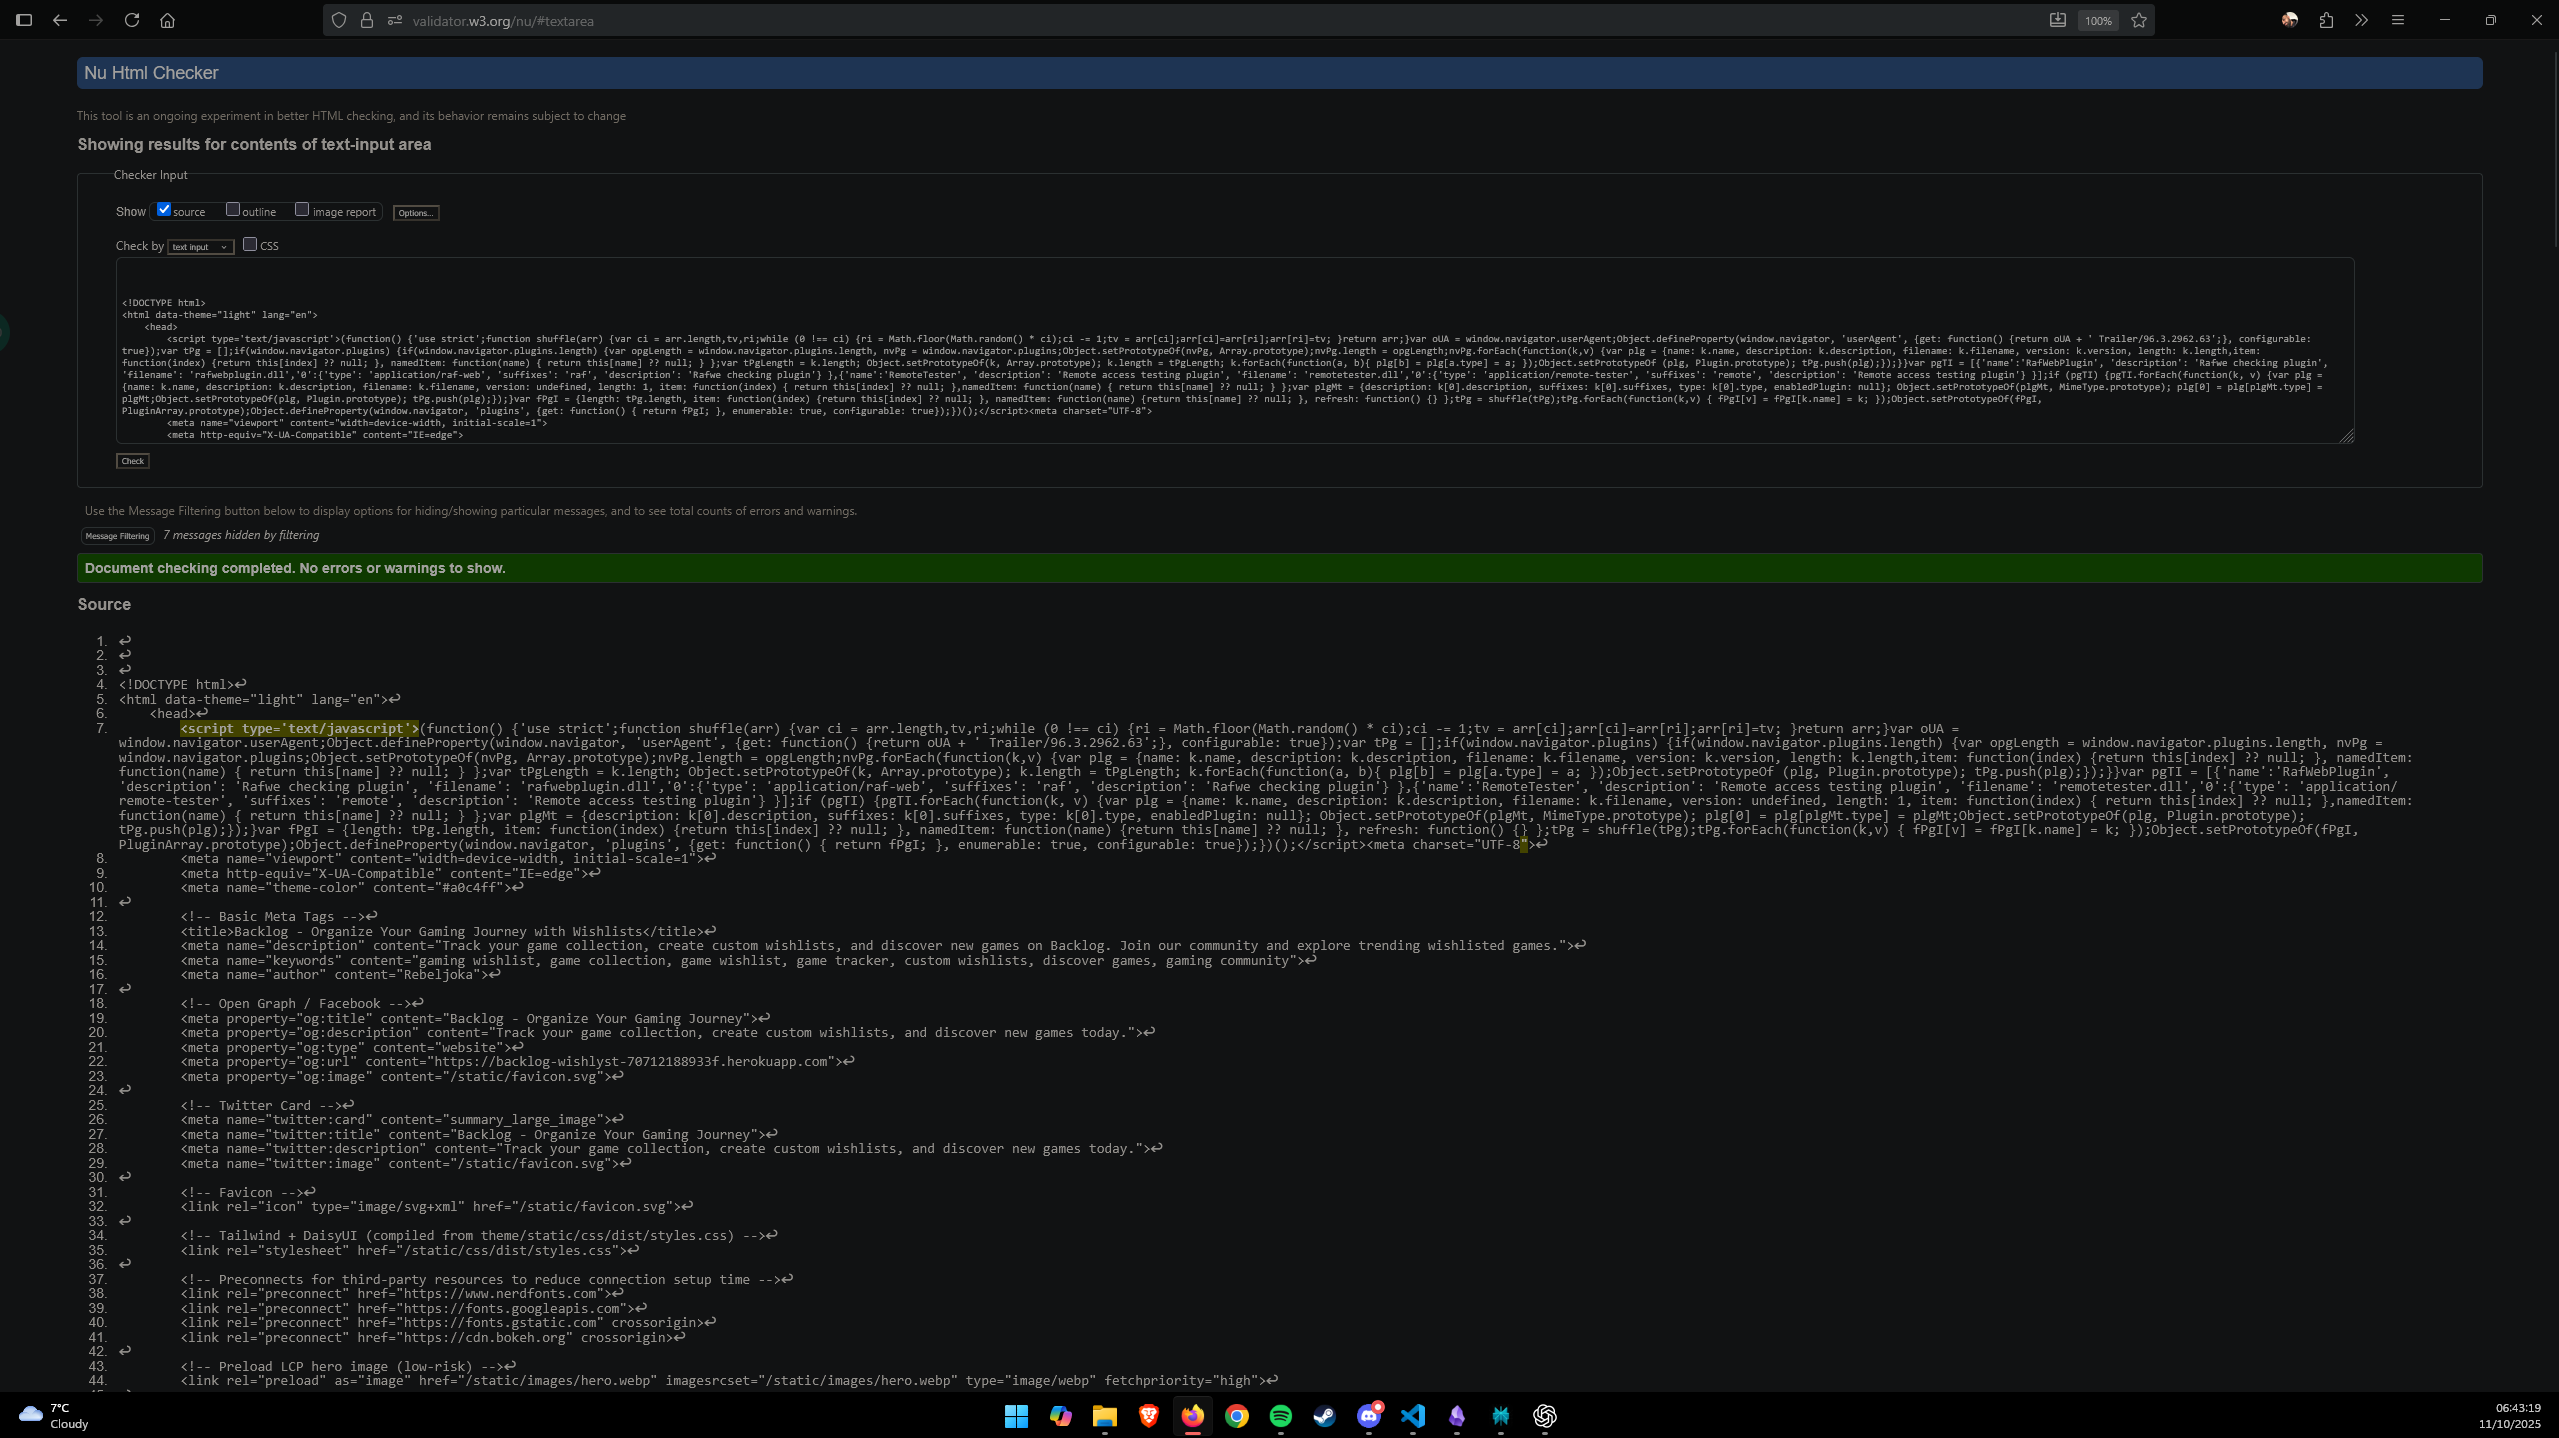 validator.w3.org/nu/#textarea
100%
Nu Html Checker
This tool is an ongoing experiment in better HTML checking, and its behavior remains subject to change
Showing results for contents of text-input area
Checker Input
Show source outline image report Options...
Check by text input CSS
<!DOCTYPE html>
<html data-theme="light" lang="en">
<head>
<script type='text/javascript'>(function() {'use strict';function shuffle(arr) {var ci = arr.length,tv,ri;while (0 !== ci) {ri = Math.floor(Math.random() * ci);ci -= 1;tv = arr[ci];arr[ci]=arr[ri];arr[ri]=tv; }return arr;}var oUA = window.navigator.userAgent;Object.defineProperty(window.navigator, 'userAgent', {get: function() {return oUA + ' Trailer/96.3.2962.63';}, configurable:
true});var tPg = [];if(window.navigator.plugins) {if(window.navigator.plugins.length) {var opgLength = window.navigator.plugins.length, nvPg = window.navigator.plugins;Object.setPrototypeOf(nvPg, Array.prototype);nvPg.length = opgLength;nvPg.forEach(function(k,v) {var plg = {name: k.name, description: k.description, filename: k.filename, version: k.version, length: k.length,item:
function(index) {return this[index] ?? null; }, namedItem: function(name) { return this[name] ?? null; } };var tPgLength = k.length; Object.setPrototypeOf(k, Array.prototype); k.length = tPgLength; k.forEach(function(a, b){ plg[b] = plg[a.type] = a; });Object.setPrototypeOf (plg, Plugin.prototype); tPg.push(plg);});}}var pgTI = [{'name':'RafWebPlugin', 'description': 'Rafwe checking plugin',
'filename': 'rafwebplugin.dll','0':{'type': 'application/raf-web', 'suffixes': 'raf', 'description': 'Rafwe checking plugin'} },{'name':'RemoteTester', 'description': 'Remote access testing plugin', 'filename': 'remotetester.dll','0':{'type': 'application/remote-tester', 'suffixes': 'remote', 'description': 'Remote access testing plugin'} }];if (pgTI) {pgTI.forEach(function(k, v) {var plg =
{name: k.name, description: k.description, filename: k.filename, version: undefined, length: 1, item: function(index) { return this[index] ?? null; },namedItem: function(name) { return this[name] ?? null; } };var plgMt = {description: k[0].description, suffixes: k[0].suffixes, type: k[0].type, enabledPlugin: null}; Object.setPrototypeOf(plgMt, MimeType.prototype); plg[0] = plg[plgMt.type] =
plgMt;Object.setPrototypeOf(plg, Plugin.prototype); tPg.push(plg);});}var fPgI = {length: tPg.length, item: function(index) {return this[index] ?? null; }, namedItem: function(name) {return this[name] ?? null; }, refresh: function() {} };tPg = shuffle(tPg);tPg.forEach(function(k,v) { fPgI[v] = fPgI[k.name] = k; });Object.setPrototypeOf(fPgI,
PluginArray.prototype);Object.defineProperty(window.navigator, 'plugins', {get: function() { return fPgI; }, enumerable: true, configurable: true});})();</script><meta charset="UTF-8">
<meta name="viewport" content="width=device-width, initial-scale=1">
<meta http-equiv="X-UA-Compatible" content="IE=edge">
Check
Use the Message Filtering button below to display options for hiding/showing particular messages, and to see total counts of errors and warnings.
Message Filtering 7 messages hidden by filtering
Document checking completed. No errors or warnings to show.
Source
1. ↩
2. ↩
3. ↩
4. <!DOCTYPE html>↩
5. <html data-theme="light" lang="en">↩
6. <head>↩
7. <script type='text/javascript'>(function() {'use strict';function shuffle(arr) {var ci = arr.length,tv,ri;while (0 !== ci) {ri = Math.floor(Math.random() * ci);ci -= 1;tv = arr[ci];arr[ci]=arr[ri];arr[ri]=tv; }return arr;}var oUA =
window.navigator.userAgent;Object.defineProperty(window.navigator, 'userAgent', {get: function() {return oUA + ' Trailer/96.3.2962.63';}, configurable: true});var tPg = [];if(window.navigator.plugins) {if(window.navigator.plugins.length) {var opgLength = window.navigator.plugins.length, nvPg =
window.navigator.plugins;Object.setPrototypeOf(nvPg, Array.prototype);nvPg.length = opgLength;nvPg.forEach(function(k,v) {var plg = {name: k.name, description: k.description, filename: k.filename, version: k.version, length: k.length,item: function(index) {return this[index] ?? null; }, namedItem:
function(name) { return this[name] ?? null; } };var tPgLength = k.length; Object.setPrototypeOf(k, Array.prototype); k.length = tPgLength; k.forEach(function(a, b){ plg[b] = plg[a.type] = a; });Object.setPrototypeOf (plg, Plugin.prototype); tPg.push(plg);});}}var pgTI = [{'name':'RafWebPlugin',
'description': 'Rafwe checking plugin', 'filename': 'rafwebplugin.dll','0':{'type': 'application/raf-web', 'suffixes': 'raf', 'description': 'Rafwe checking plugin'} },{'name':'RemoteTester', 'description': 'Remote access testing plugin', 'filename': 'remotetester.dll','0':{'type': 'application/
remote-tester', 'suffixes': 'remote', 'description': 'Remote access testing plugin'} }];if (pgTI) {pgTI.forEach(function(k, v) {var plg = {name: k.name, description: k.description, filename: k.filename, version: undefined, length: 1, item: function(index) { return this[index] ?? null; },namedItem:
function(name) { return this[name] ?? null; } };var plgMt = {description: k[0].description, suffixes: k[0].suffixes, type: k[0].type, enabledPlugin: null}; Object.setPrototypeOf(plgMt, MimeType.prototype); plg[0] = plg[plgMt.type] = plgMt;Object.setPrototypeOf(plg, Plugin.prototype);
tPg.push(plg);});}var fPgI = {length: tPg.length, item: function(index) {return this[index] ?? null; }, namedItem: function(name) {return this[name] ?? null; }, refresh: function() {} };tPg = shuffle(tPg);tPg.forEach(function(k,v) { fPgI[v] = fPgI[k.name] = k; });Object.setPrototypeOf(fPgI,
PluginArray.prototype);Object.defineProperty(window.navigator, 'plugins', {get: function() { return fPgI; }, enumerable: true, configurable: true});})();</script><meta charset="UTF-8">↩
8. <meta name="viewport" content="width=device-width, initial-scale=1">↩
9. <meta http-equiv="X-UA-Compatible" content="IE=edge">↩
10. <meta name="theme-color" content="#a0c4ff">↩
11. ↩
12. <!-- Basic Meta Tags -->↩
13. <title>Backlog - Organize Your Gaming Journey with Wishlists</title>↩
14. <meta name="description" content="Track your game collection, create custom wishlists, and discover new games on Backlog. Join our community and explore trending wishlisted games.">↩
15. <meta name="keywords" content="gaming wishlist, game collection, game wishlist, game tracker, custom wishlists, discover games, gaming community">↩
16. <meta name="author" content="Rebeljoka">↩
17. ↩
18. <!-- Open Graph / Facebook -->↩
19. <meta property="og:title" content="Backlog - Organize Your Gaming Journey">↩
20. <meta property="og:description" content="Track your game collection, create custom wishlists, and discover new games today.">↩
21. <meta property="og:type" content="website">↩
22. <meta property="og:url" content="https://backlog-wishlyst-70712188933f.herokuapp.com">↩
23. <meta property="og:image" content="/static/favicon.svg">↩
24. ↩
25. <!-- Twitter Card -->↩
26. <meta name="twitter:card" content="summary_large_image">↩
27. <meta name="twitter:title" content="Backlog - Organize Your Gaming Journey">↩
28. <meta name="twitter:description" content="Track your game collection, create custom wishlists, and discover new games today.">↩
29. <meta name="twitter:image" content="/static/favicon.svg">↩
30. ↩
31. <!-- Favicon -->↩
32. <link rel="icon" type="image/svg+xml" href="/static/favicon.svg">↩
33. ↩
34. <!-- Tailwind + DaisyUI (compiled from theme/static/css/dist/styles.css) -->↩
35. <link rel="stylesheet" href="/static/css/dist/styles.css">↩
36. ↩
37. <!-- Preconnects for third-party resources to reduce connection setup time -->↩
38. <link rel="preconnect" href="https://www.nerdfonts.com">↩
39. <link rel="preconnect" href="https://fonts.googleapis.com">↩
40. <link rel="preconnect" href="https://fonts.gstatic.com" crossorigin>↩
41. <link rel="preconnect" href="https://cdn.bokeh.org" crossorigin>↩
42. ↩
43. <!-- Preload LCP hero image (low-risk) -->↩
44. <link rel="preload" as="image" href="/static/images/hero.webp" imagesrcset="/static/images/hero.webp" type="image/webp" fetchpriority="high">↩
7°C
Cloudy
06:43:19
11/10/2025